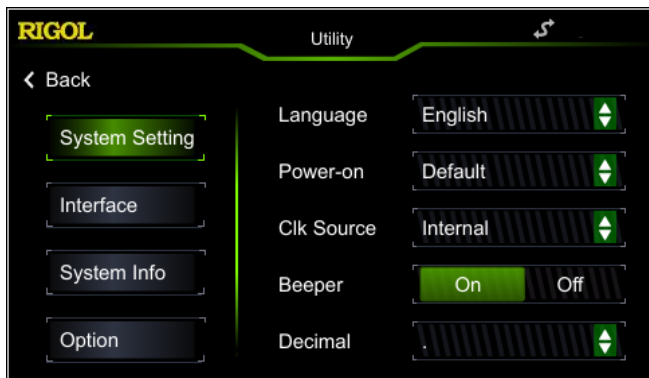 RIGOL
Utility
Back
System Setting
Interface
System Info
Option
Language English
Power-on Default
Clk Source Internal
Beeper On Off
Decimal .